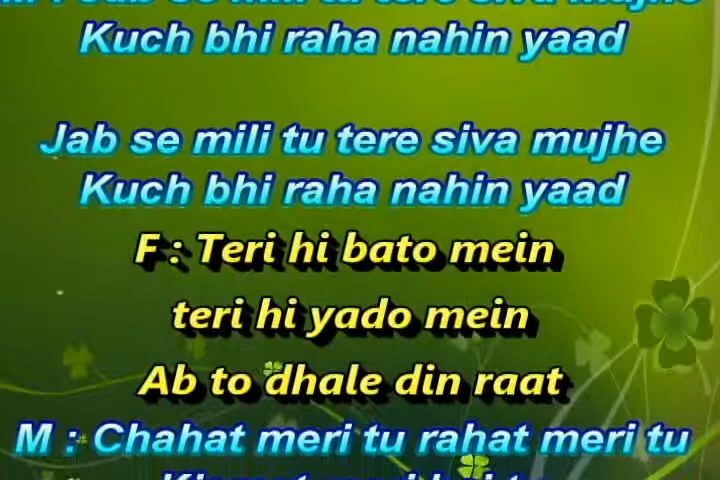 Kuch bhi raha nahin yaad
Jab se mili tu tere siva mujhe
Kuch bhi raha nahin yaad
F : Teri hi bato mein
teri hi yado mein
Ab to dhale din raat
M : Chahat meri tu rahat meri tu